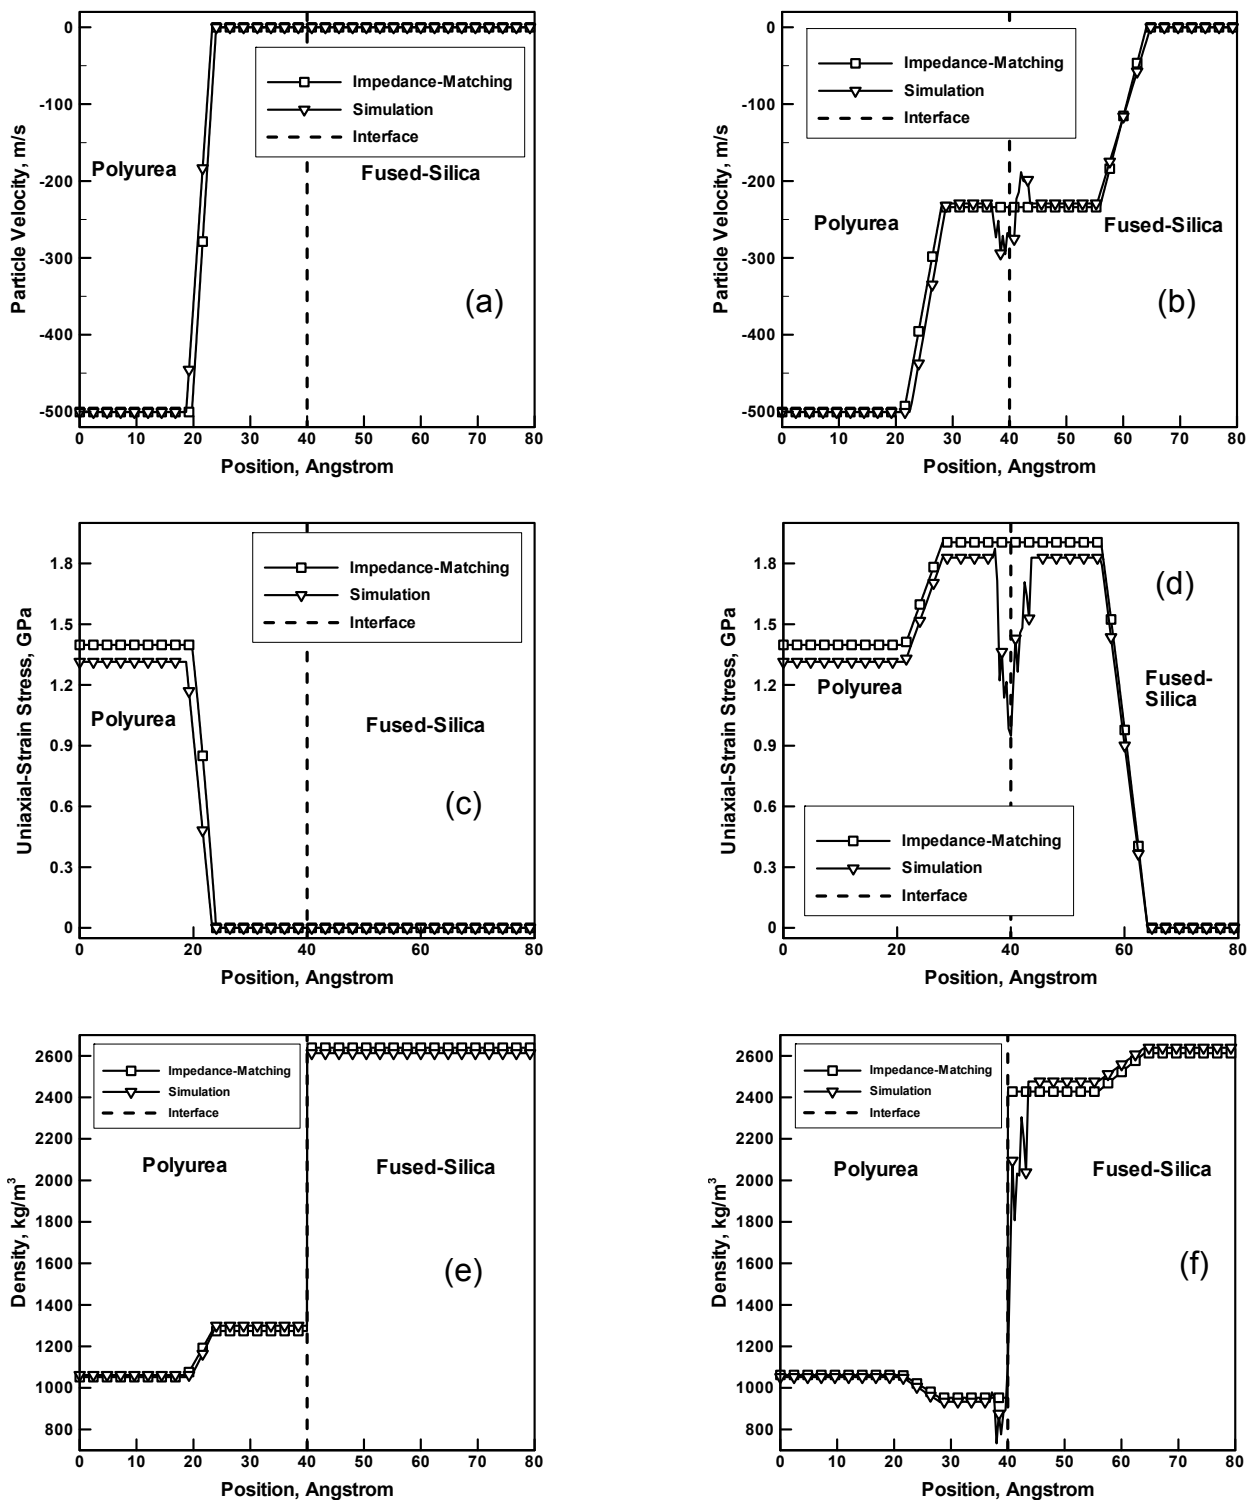 0
-100
-200
-300
-400
-500
Particle Velocity, m/s
Impedance-Matching
Simulation
Interface
Polyurea
Fused-Silica
(a)
0 10 20 30 40 50 60 70 80
Position, Angstrom
0
-100
-200
-300
-400
-500
Particle Velocity, m/s
Impedance-Matching
Simulation
Interface
Polyurea
Fused-Silica
(b)
0 10 20 30 40 50 60 70 80
Position, Angstrom
1.8
1.5
1.2
0.9
0.6
0.3
0
Uniaxial-Strain Stress, GPa
Impedance-Matching
Simulation
Interface
Polyurea
Fused-Silica
(c)
0 10 20 30 40 50 60 70 80
Position, Angstrom
1.8
1.5
1.2
0.9
0.6
0.3
0
Uniaxial-Strain Stress, GPa
(d)
Polyurea
Fused-
Silica
Impedance-Matching
Simulation
Interface
0 20 40 60 80
Position, Angstrom
2600
2400
2200
2000
1800
1600
1400
1200
1000
800
Density, kg/m³
Impedance-Matching
Simulation
Interface
Polyurea
Fused-Silica
(e)
0 10 20 30 40 50 60 70 80
Position, Angstrom
2600
2400
2200
2000
1800
1600
1400
1200
1000
800
Density, kg/m³
Impedance-Matching
Simulation
Interface
Polyurea
Fused-Silica
(f)
0 10 20 30 40 50 60 70 80
Position, Angstrom